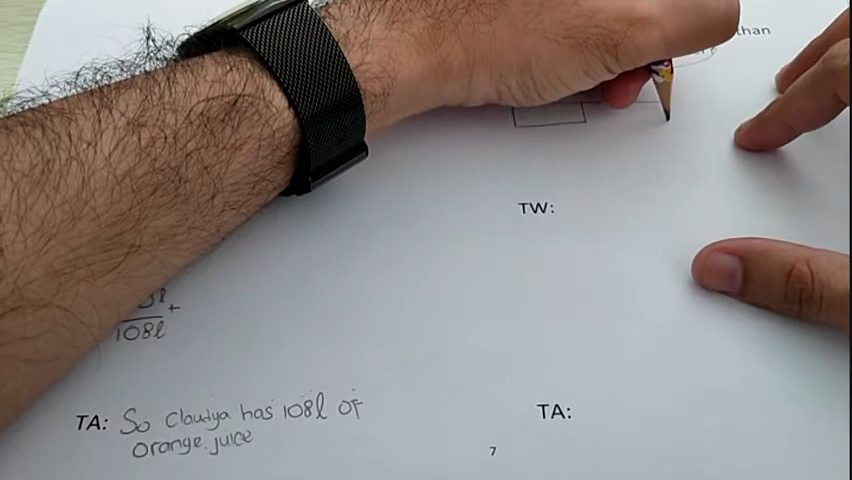 than
TW:
108l +
TA: So Claudya has 108l of
orange juice
TA:
7